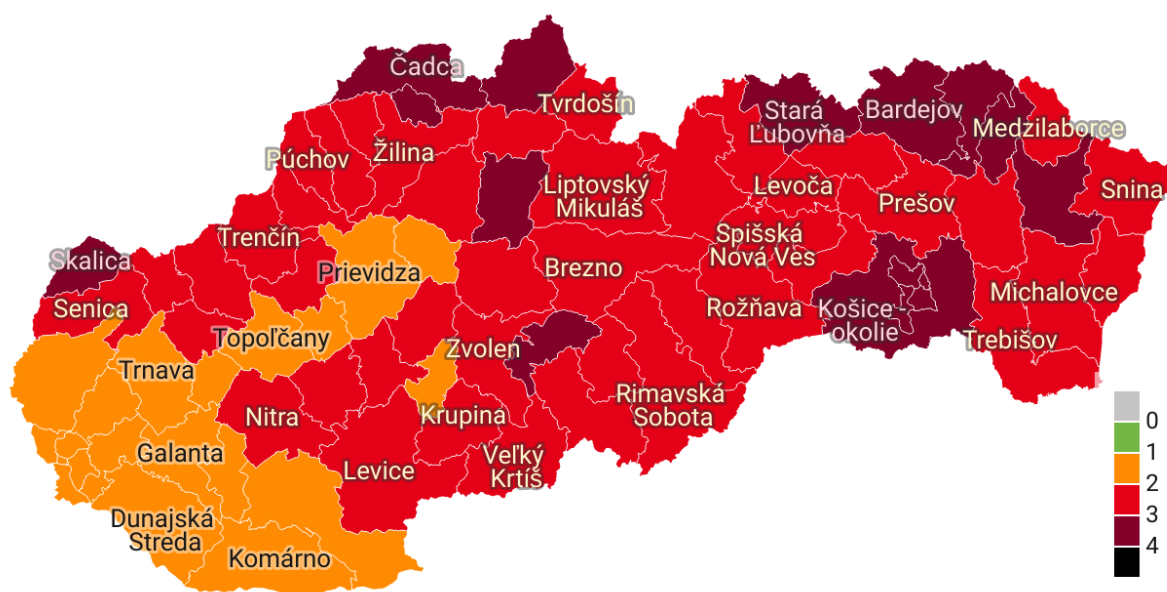 Čadca
Tvrdošín
Stará
Ľubovňa
Bardejov
Medzilaborce
Púchov
Žilina
Liptovský
Mikuláš
Levoča
Prešov
Snina
Skalica
Trenčín
Prievidza
Spišská
Nová Ves
Brezno
Senica
Rožňava
Košice -
okolie
Michalovce
Topoľčany
Zvolen
Trebišov
Trnava
Nitra
Krupina
Rimavská
Sobota
Galanta
Levice
Veľký
Krtíš
Dunajská
Streda
Komárno
0
1
2
3
4